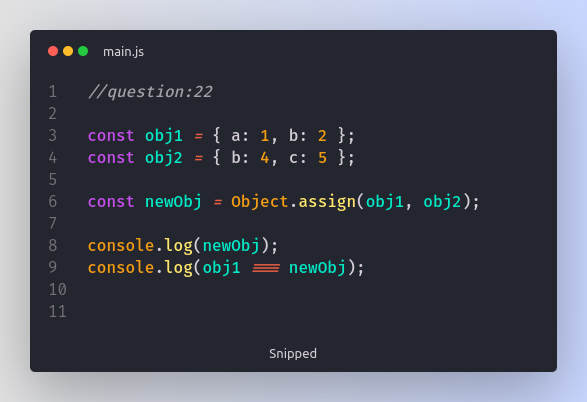 main.js
1 //question:22
2
3 const obj1 = { a: 1, b: 2 };
4 const obj2 = { b: 4, c: 5 };
5
6 const newObj = Object.assign(obj1, obj2);
7
8 console.log(newObj);
9 console.log(obj1 === newObj);
10
11
Snipped